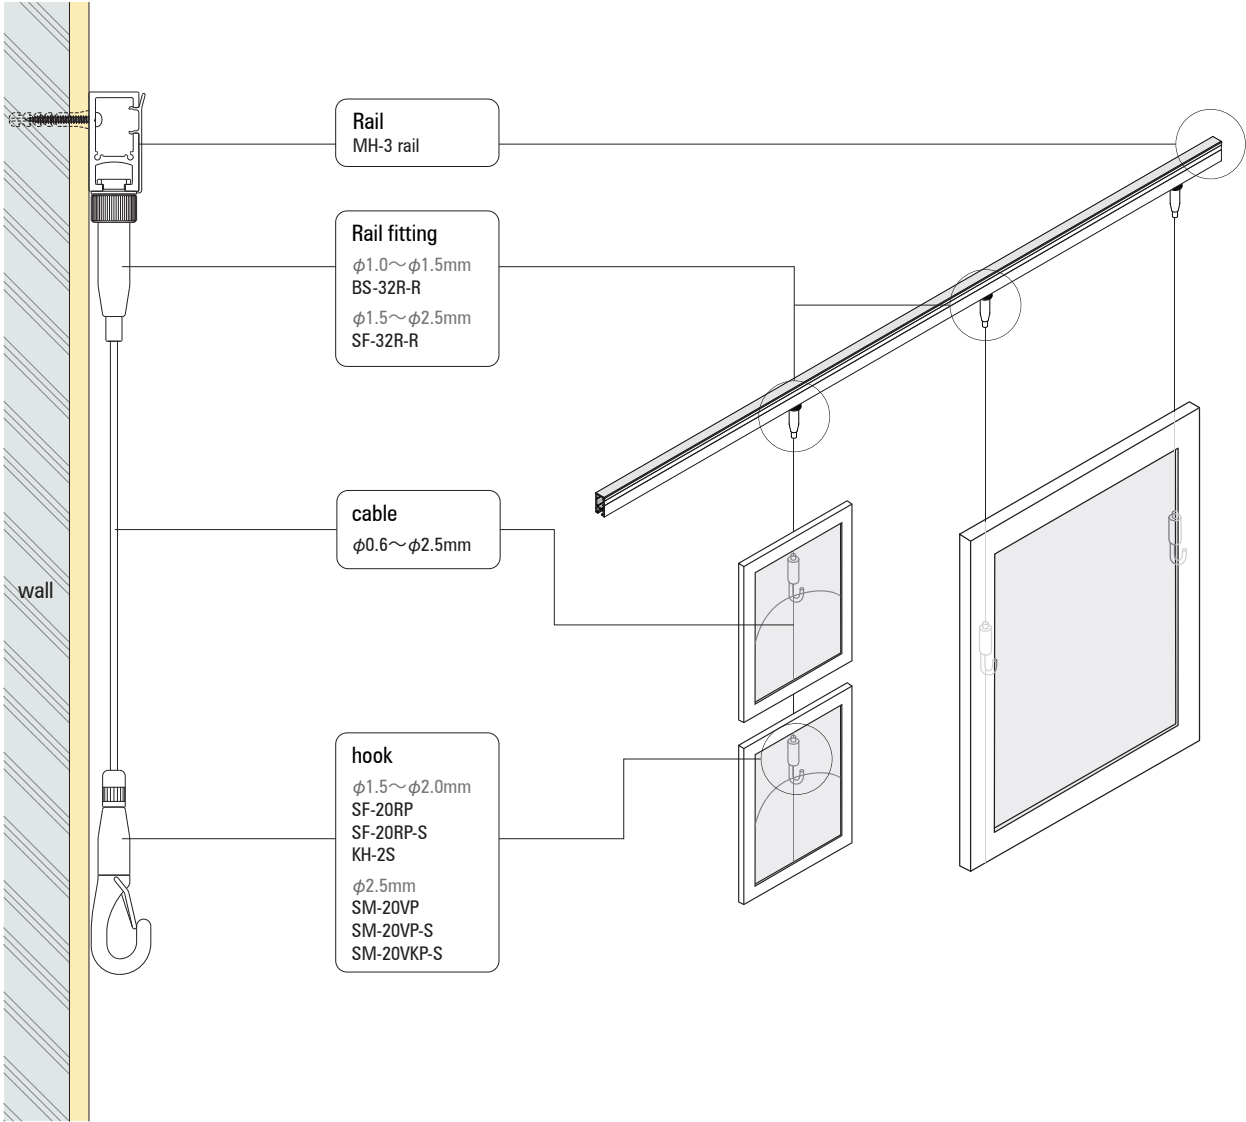 Rail
MH-3 rail
Rail fitting
φ1.0～φ1.5mm
BS-32R-R
φ1.5～φ2.5mm
SF-32R-R
cable
φ0.6～φ2.5mm
wall
hook
φ1.5～φ2.0mm
SF-20RP
SF-20RP-S
KH-2S
φ2.5mm
SM-20VP
SM-20VP-S
SM-20VKP-S